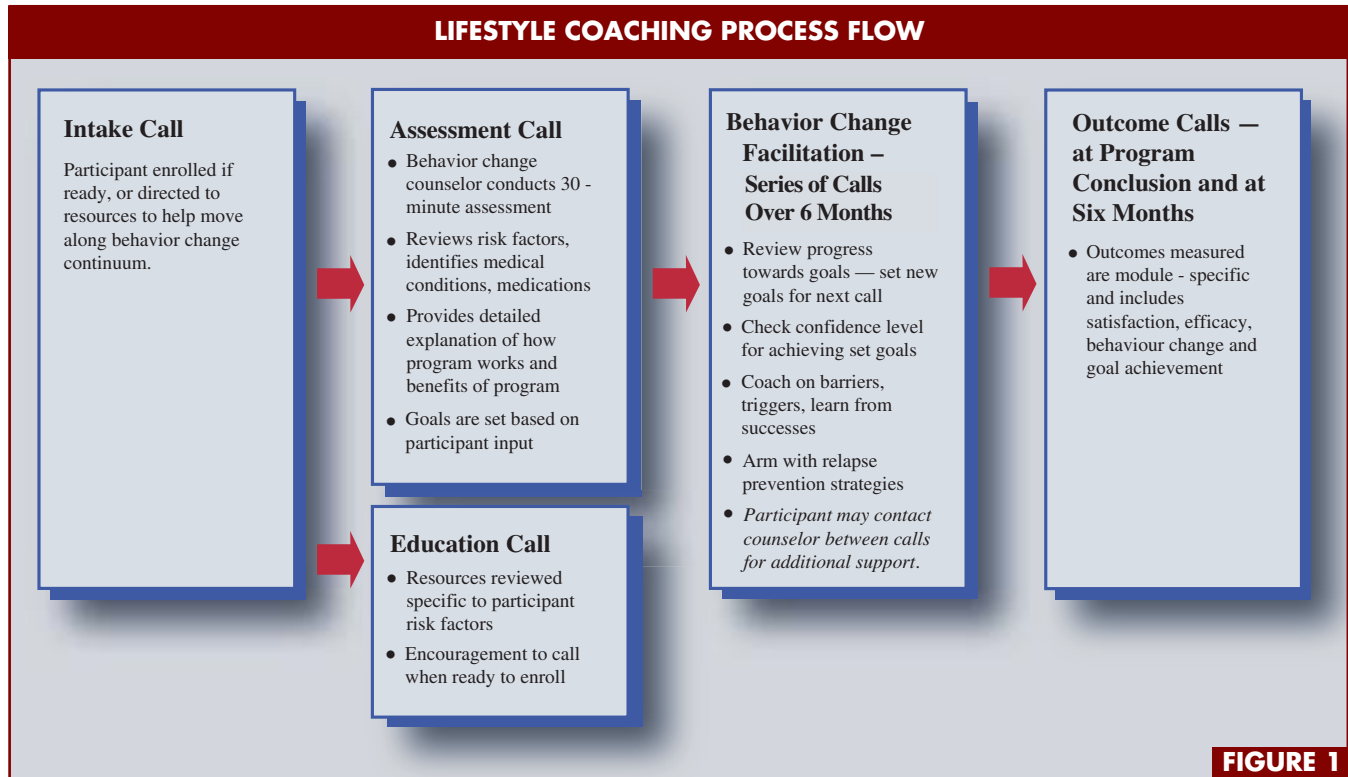 LIFESTYLE COACHING PROCESS FLOW
Intake Call
Participant enrolled if
ready, or directed to
resources to help move
along behavior change
continuum.
Assessment Call
• Behavior change
counselor conducts 30 -
minute assessment
• Reviews risk factors,
identifies medical
conditions, medications
• Provides detailed
explanation of how
program works and
benefits of program
• Goals are set based on
participant input
Education Call
• Resources reviewed
specific to participant
risk factors
• Encouragement to call
when ready to enroll
Behavior Change
Facilitation –
Series of Calls
Over 6 Months
• Review progress
towards goals — set new
goals for next call
• Check confidence level
for achieving set goals
• Coach on barriers,
triggers, learn from
successes
• Arm with relapse
prevention strategies
• Participant may contact
counselor between calls
for additional support.
Outcome Calls —
at Program
Conclusion and at
Six Months
• Outcomes measured
are module - specific
and includes
satisfaction, efficacy,
behaviour change and
goal achievement
FIGURE 1